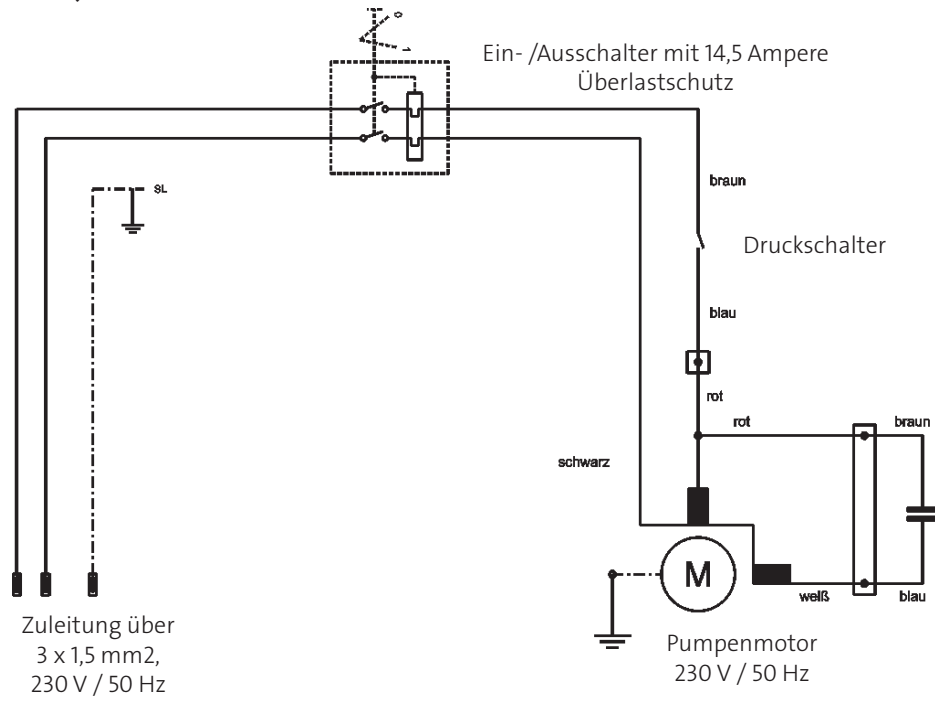 Ein- /Ausschalter mit 14,5 Ampere
Überlastschutz
SL
braun
Druckschalter
blau
rot
rot
braun
schwarz
M
weiß
blau
Zuleitung über
3 x 1,5 mm2,
230 V / 50 Hz
Pumpenmotor
230 V / 50 Hz